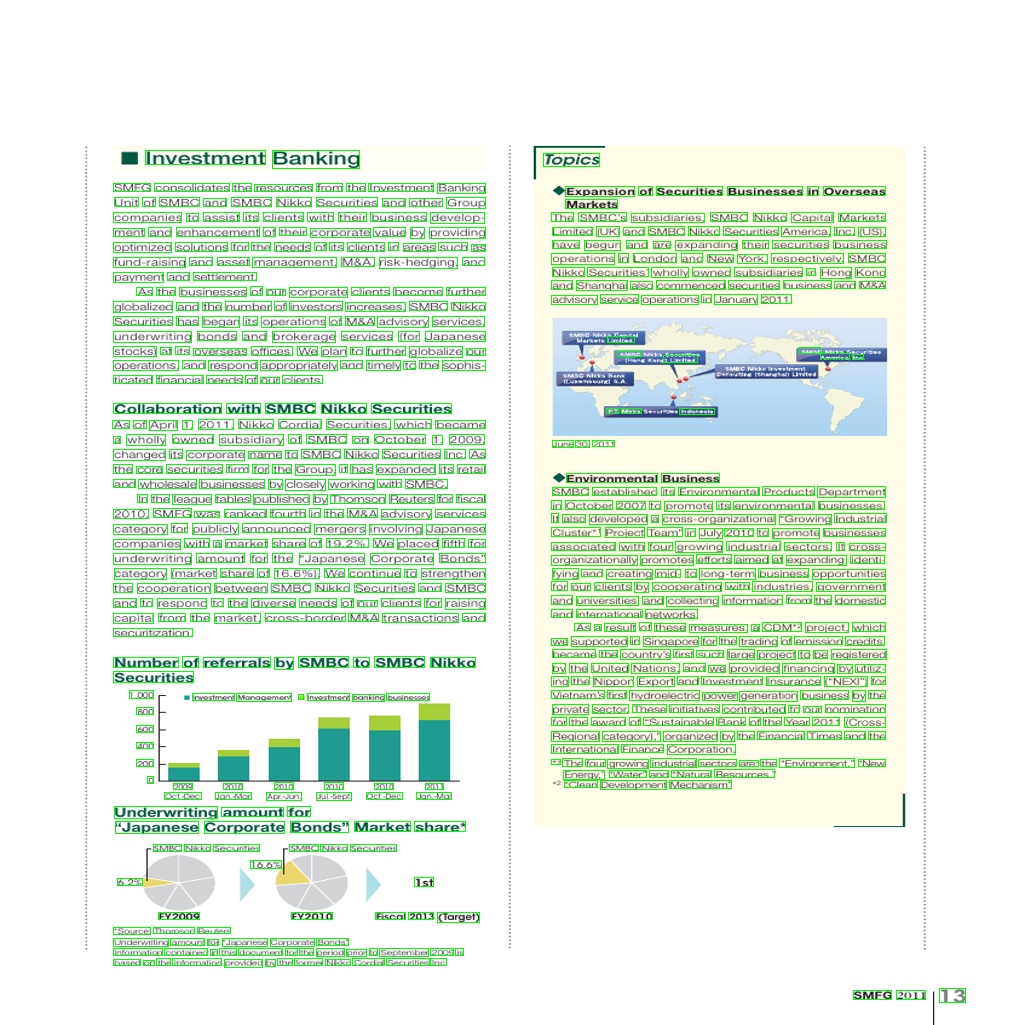 Investment Banking
SMFG consolidates the resources from the Investment Banking
Unit of SMBC and SMBC Nikko Securities and other Group
companies to assist its clients with their business develop-
ment and enhancement of their corporate value by providing
optimized solutions for the needs of its clients in areas such as
fund-raising and asset management, M&A, risk-hedging, and
payment and settlement.
As the businesses of our corporate clients become further
globalized and the number of investors increases, SMBC Nikko
Securities has began its operations of M&A advisory services,
underwriting bonds and brokerage services (for Japanese
stocks) at its overseas offices. We plan to further globalize our
operations, and respond appropriately and timely to the sophis-
ticated financial needs of our clients.
Collaboration with SMBC Nikko Securities
As of April 1, 2011, Nikko Cordial Securities, which became
a wholly owned subsidiary of SMBC on October 1, 2009,
changed its corporate name to SMBC Nikko Securities Inc. As
the core securities firm for the Group, it has expanded its retail
and wholesale businesses by closely working with SMBC.
In the league tables published by Thomson Reuters for fiscal
2010, SMFG was ranked fourth in the M&A advisory services
category for publicly announced mergers involving Japanese
companies with a market share of 19.2%. We placed fifth for
underwriting amount for the "Japanese Corporate Bonds"
category (market share of 16.6%). We continue to strengthen
the cooperation between SMBC Nikko Securities and SMBC
and to respond to the diverse needs of our clients for raising
capital from the market, cross-border M&A transactions and
securitization.
Number of referrals by SMBC to SMBC Nikko
Securities
Investment Management Investment banking businesses
1,000
800
600
400
200
0
2009 2010 2010 2010 2010 2011
Oct.-Dec. Jan.-Mar. Apr.-Jun. Jul.-Sept. Oct.-Dec. Jan.-Mar.
Underwriting amount for
"Japanese Corporate Bonds" Market share*
SMBC Nikko Securities SMBC Nikko Securities
6.2% 16.6% 1st
FY2009 FY2010 Fiscal 2013 (Target)
*Source: Thomson Reuters
Underwriting amount for "Japanese Corporate Bonds"
Information contained in this document for the period prior to September 2009 is
based on the information provided by the former Nikko Cordial Securities Inc.
Topics
◆Expansion of Securities Businesses in Overseas
Markets
The SMBC's subsidiaries, SMBC Nikko Capital Markets
Limited (UK) and SMBC Nikko Securities America, Inc. (US),
have begun and are expanding their securities business
operations in London and New York, respectively. SMBC
Nikko Securities' wholly owned subsidiaries in Hong Kong
and Shanghai also commenced securities business and M&A
advisory service operations in January 2011.
SMBC Nikko Capital
Markets Limited
SMBC Nikko Securities
(Hong Kong) Limited
SMBC Nikko Securities
America, Inc.
SMBC Nikko Bank
(Luxembourg) S.A.
SMBC Nikko Investment
Consulting (Shanghai) Limited
P.T. Nikko Securities Indonesia
June 30, 2011
◆Environmental Business
SMBC established its Environmental Products Department
in October 2007 to promote its environmental businesses.
It also developed a cross-organizational "Growing Industrial
Cluster*1 Project Team" in July 2010 to promote businesses
associated with four growing industrial sectors. It cross-
organizationally promotes efforts aimed at expanding, identi-
fying and creating mid- to long-term business opportunities
for our clients by cooperating with industries, government
and universities, and collecting information from the domestic
and international networks.
As a result of these measures, a CDM*2 project, which
we supported in Singapore for the trading of emission credits,
became the country's first such large project to be registered
by the United Nations, and we provided financing by utiliz-
ing the Nippon Export and Investment Insurance ("NEXI") for
Vietnam's first hydroelectric power generation business by the
private sector. These initiatives contributed to our nomination
for the award of "Sustainable Bank of the Year 2011 (Cross-
Regional category)," organized by the Financial Times and the
International Finance Corporation.
*1 The four growing industrial sectors are: the "Environment," "New
Energy," "Water" and "Natural Resources."
*2 "Clean Development Mechanism"
SMFG 2011 13